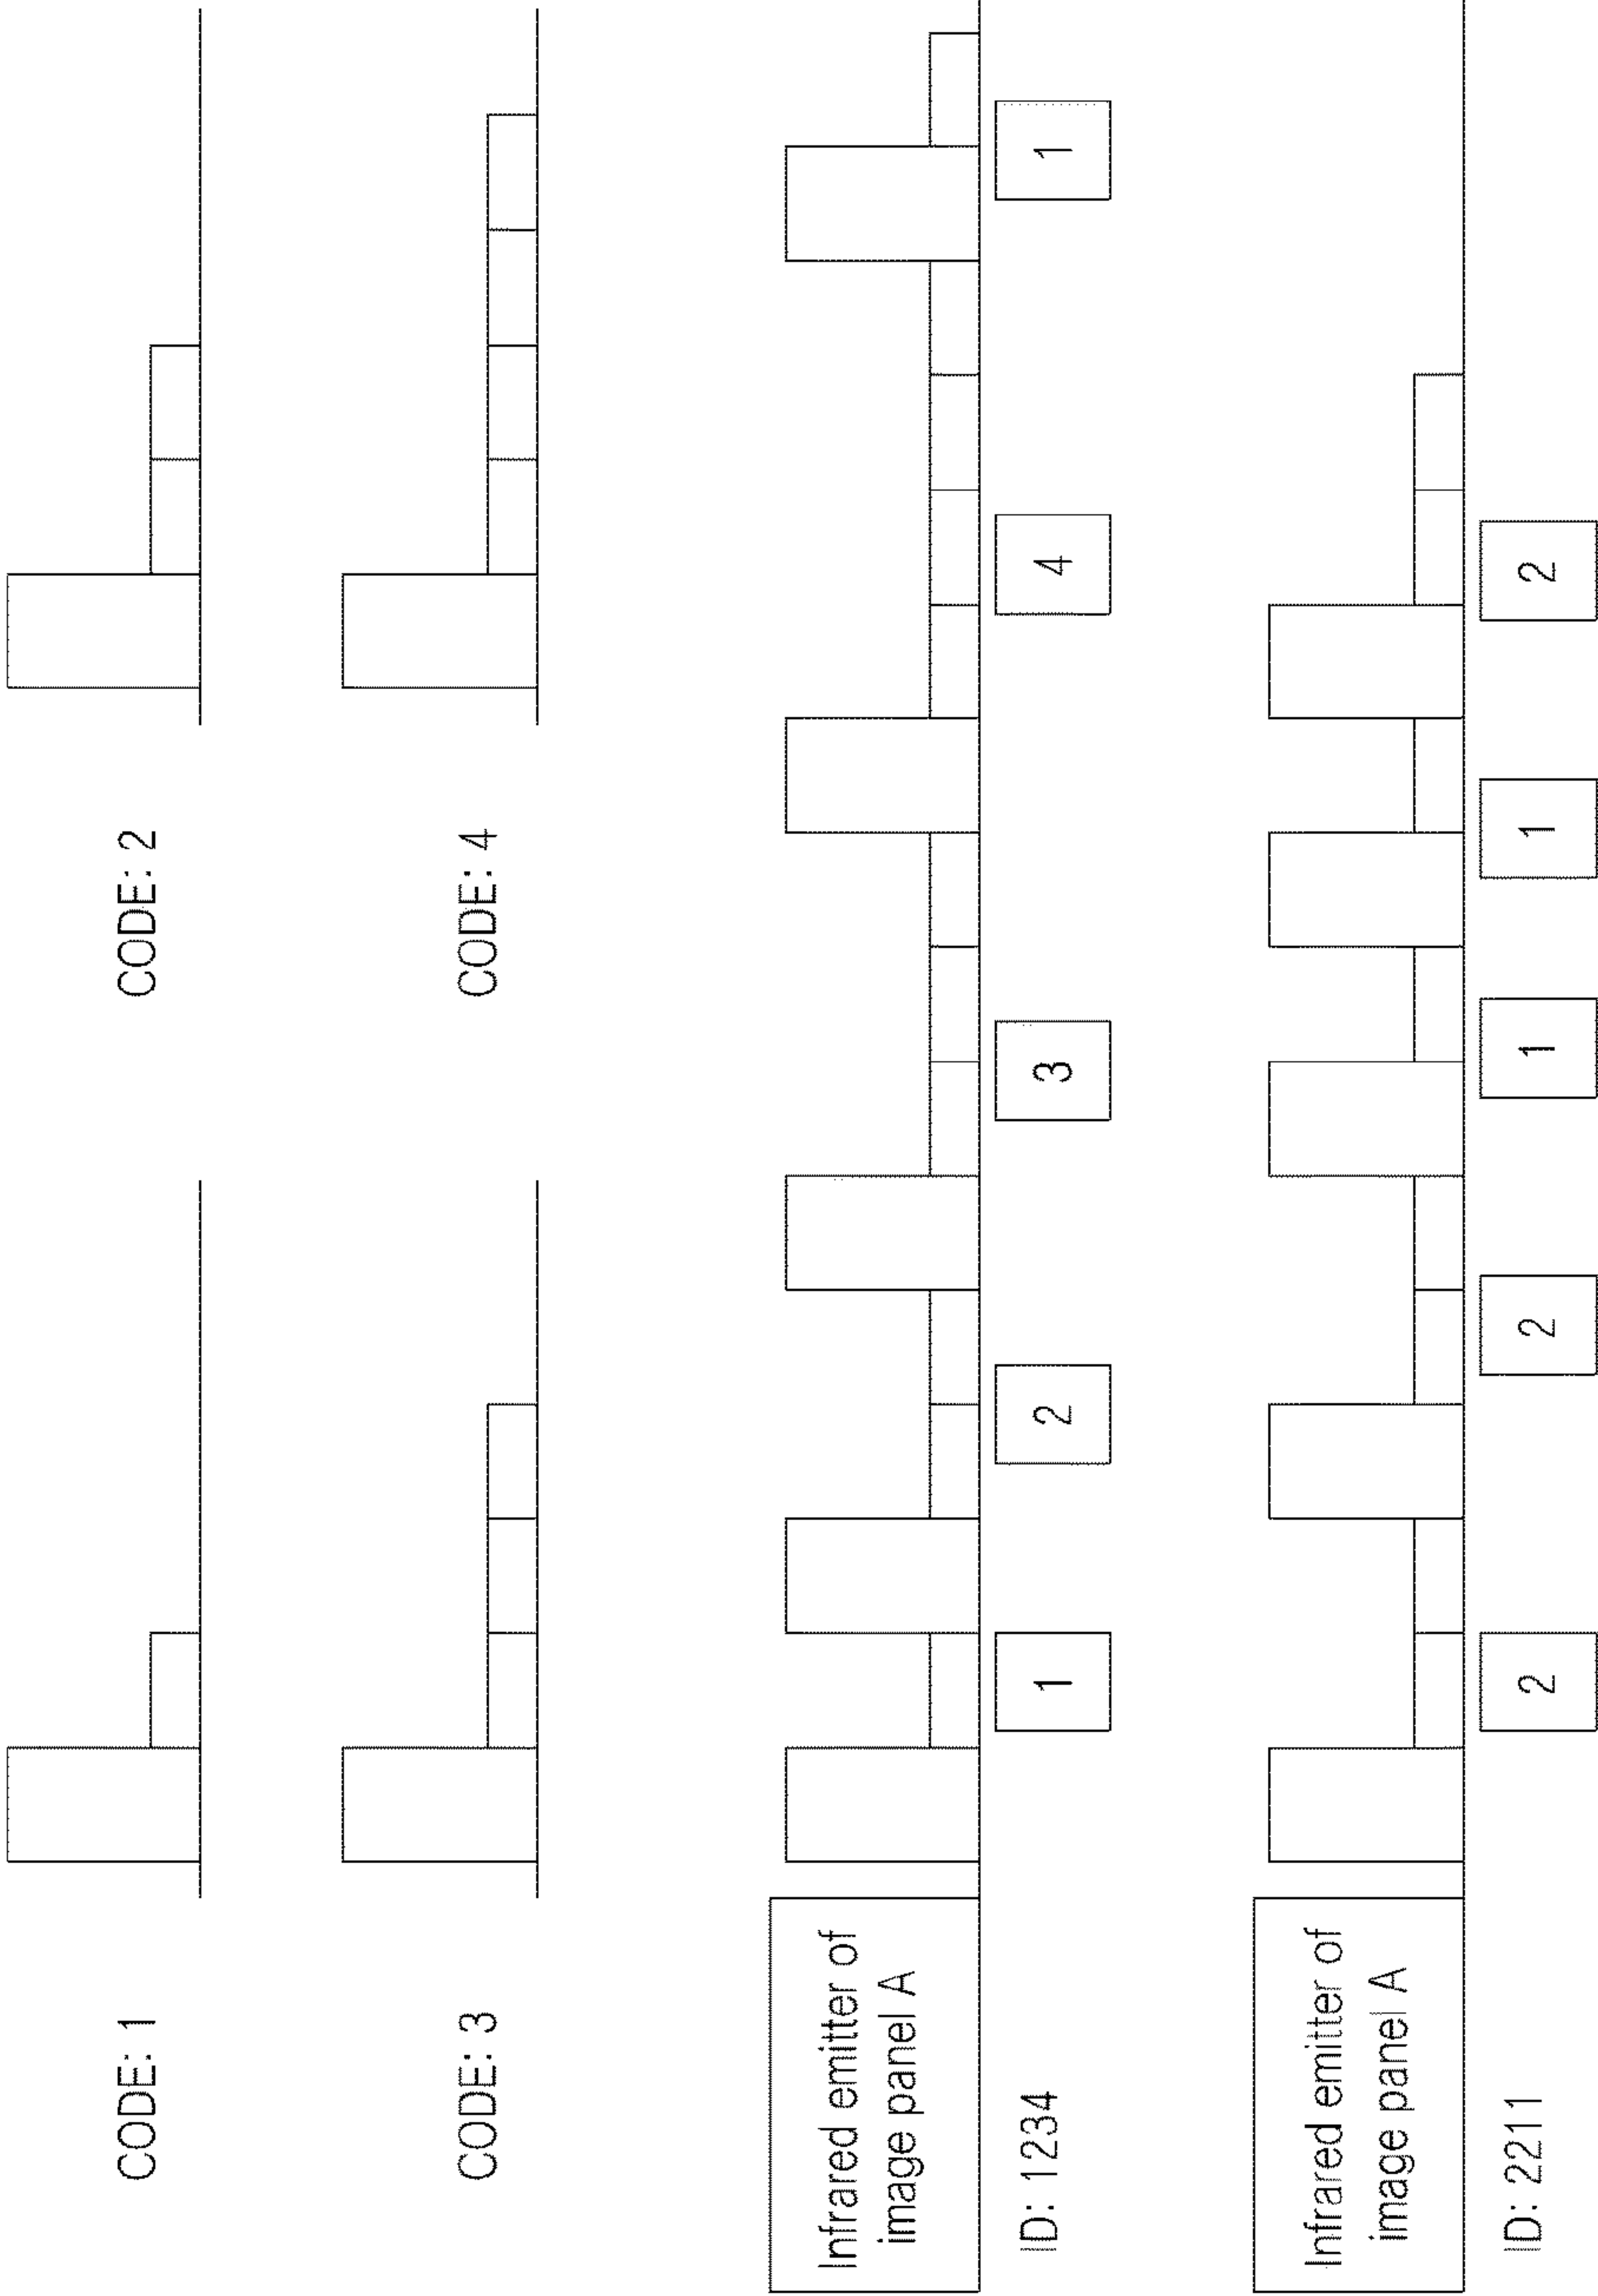 CODE: 1
CODE: 2
CODE: 3
CODE: 4
Infrared emitter of
image panel A
ID: 1234
1
2
3
4
1
Infrared emitter of
image panel A
ID: 2211
2
2
1
1
2